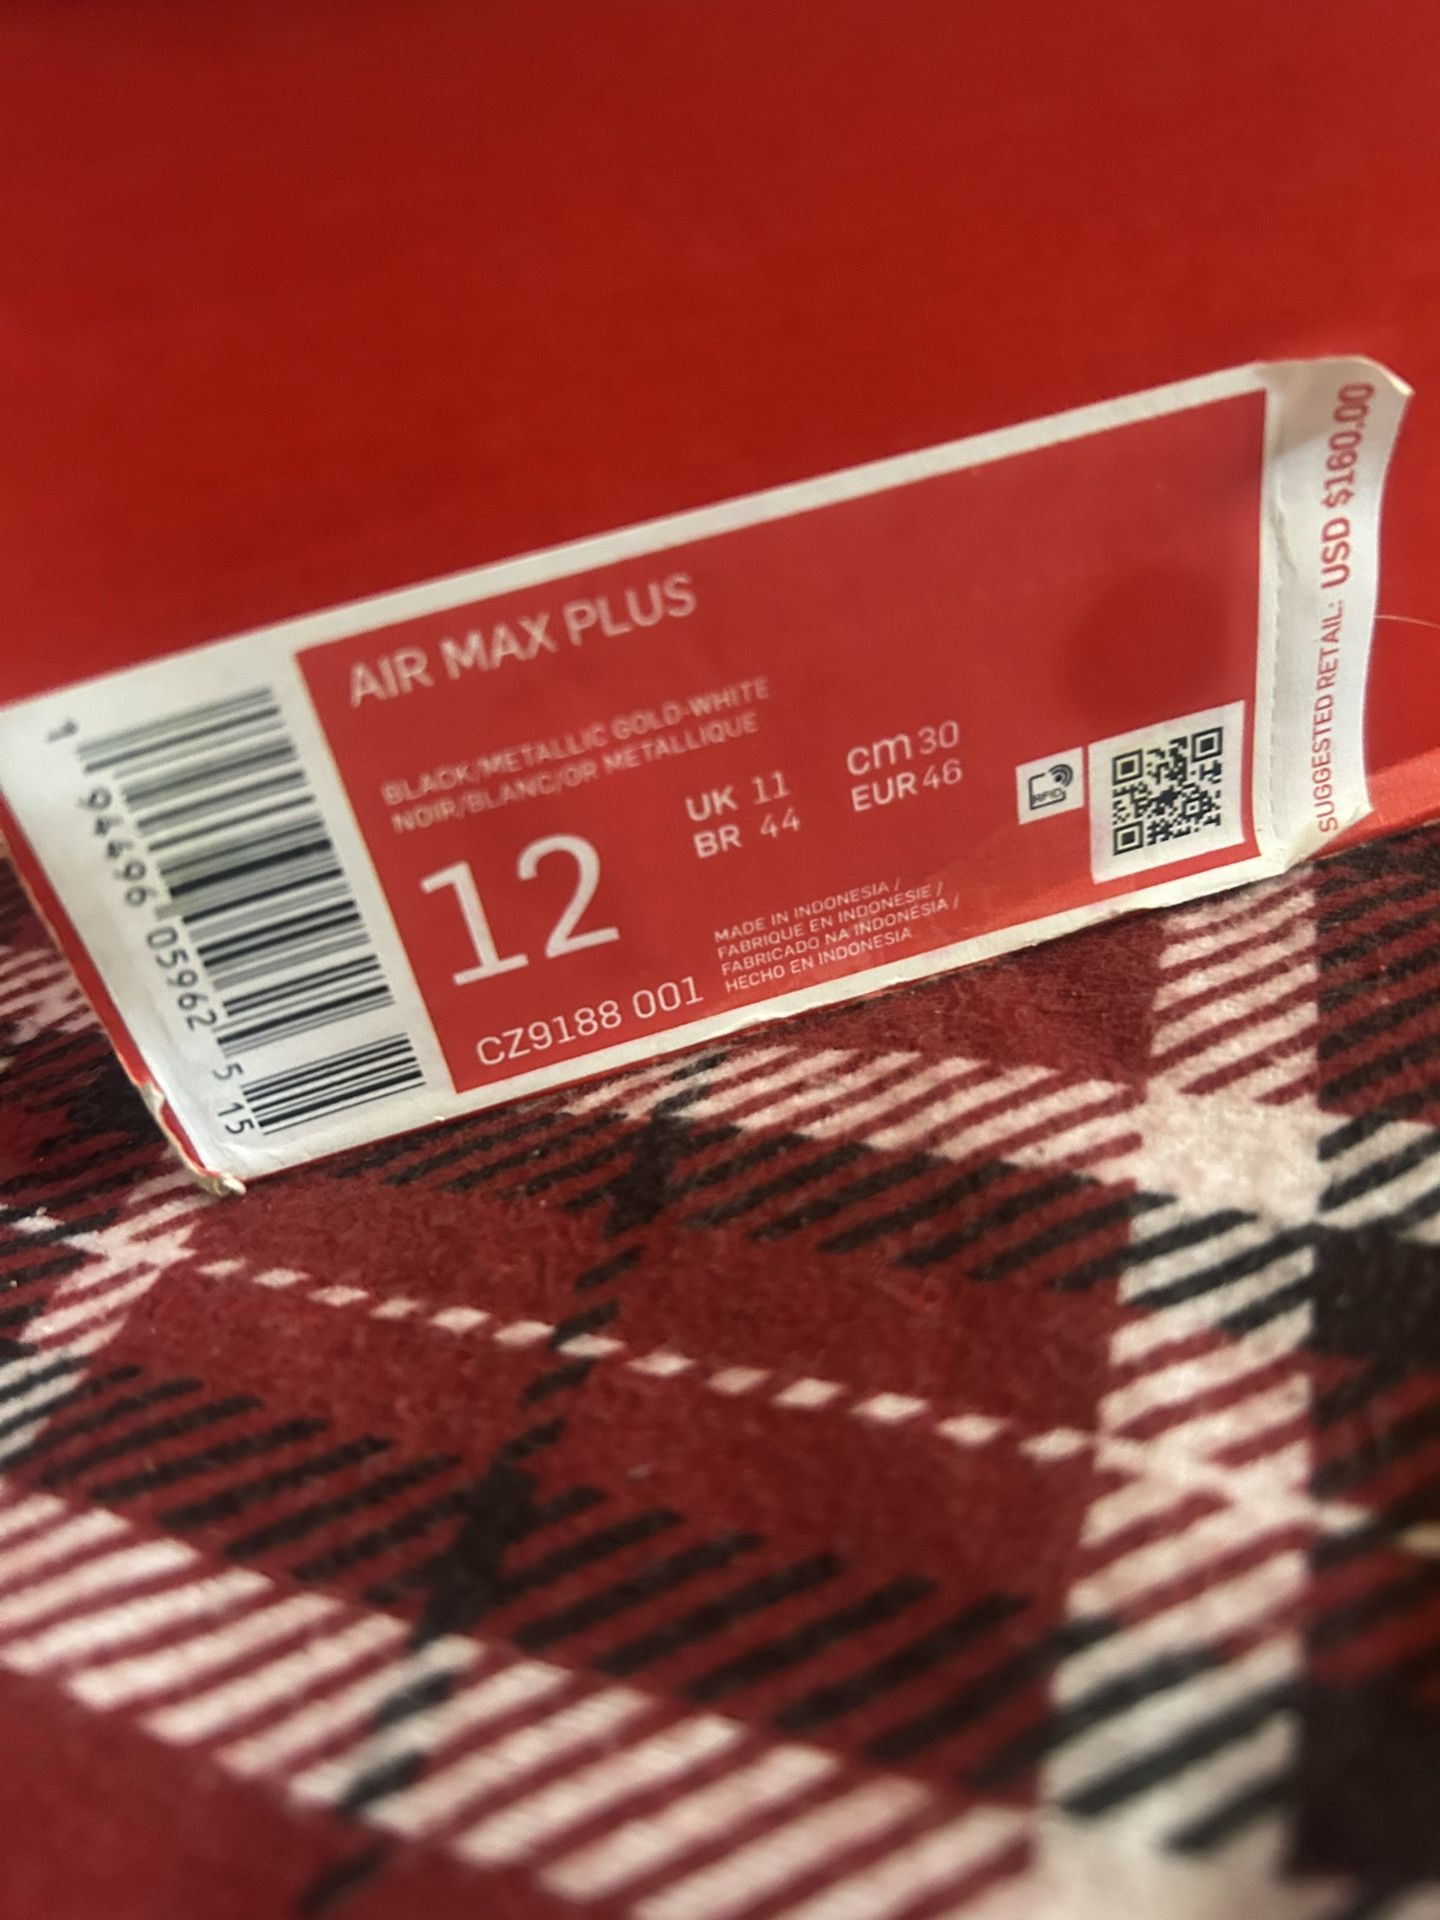 AIR MAX PLUS
BLACK/METALLIC GOLD-WHITE
NOIR/BLANC/OR METALLIQUE
12
UK 11
BR 44
cm 30
EUR 46
CZ9188 001
MADE IN INDONESIA /
FABRIQUE EN INDONESIE /
FABRICADO NA INDONESIA /
HECHO EN INDONESIA
RFID
1 94496 05962 5 15
SUGGESTED RETAIL: USD $160.00